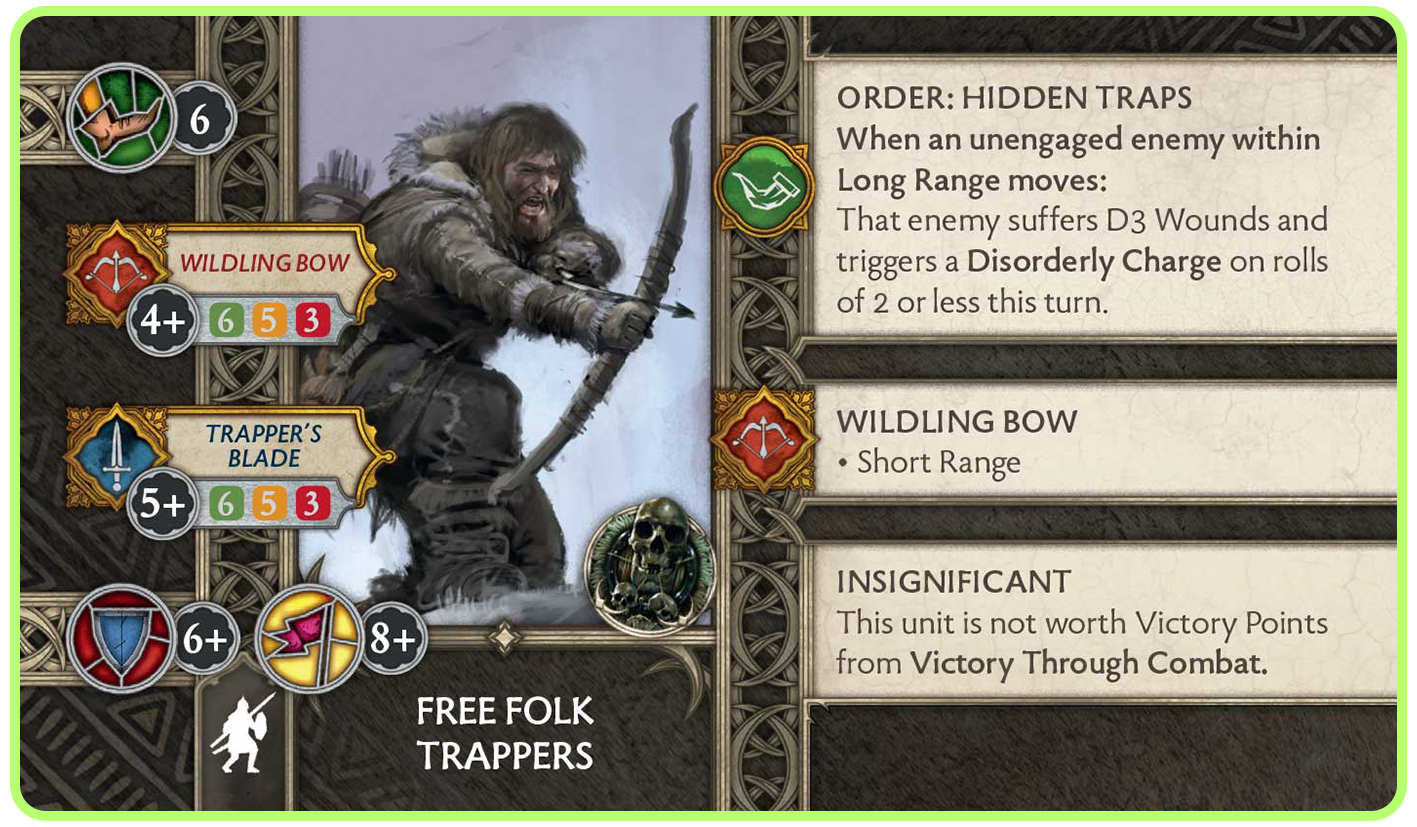 6
WILDLING BOW
4+ 6 5 3
TRAPPER'S
BLADE
5+ 6 5 3
6+ 8+
FREE FOLK
TRAPPERS
ORDER: HIDDEN TRAPS
When an unengaged enemy within
Long Range moves:
That enemy suffers D3 Wounds and
triggers a Disorderly Charge on rolls
of 2 or less this turn.
WILDLING BOW
• Short Range
INSIGNIFICANT
This unit is not worth Victory Points
from Victory Through Combat.